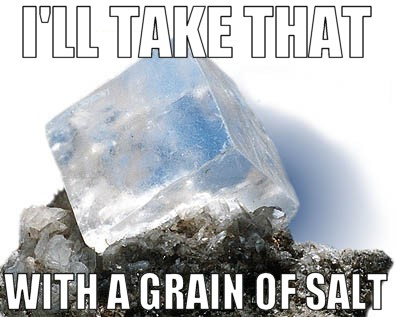 I'LL TAKE THAT
WITH A GRAIN OF SALT